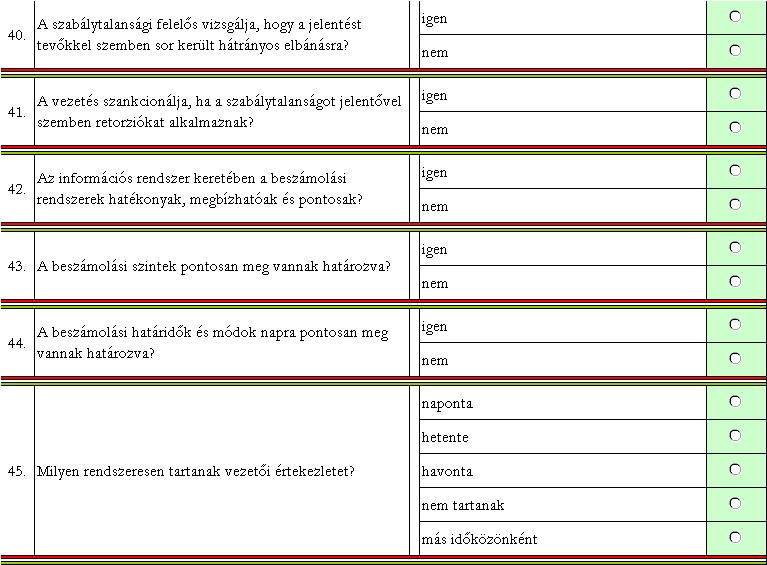 40.
A szabálytalansági felelős vizsgálja, hogy a jelentést
tevőkkel szemben sor került hátrányos elbánásra?
igen
nem
41.
A vezetés szankcionálja, ha a szabálytalanságot jelentővel
szemben retorziókat alkalmaznak?
igen
nem
42.
Az információs rendszer keretében a beszámolási
rendszerek hatékonyak, megbízhatóak és pontosak?
igen
nem
43.
A beszámolási szintek pontosan meg vannak határozva?
igen
nem
44.
A beszámolási határidők és módok napra pontosan meg
vannak határozva?
igen
nem
45.
Milyen rendszeresen tartanak vezetői értekezletet?
naponta
hetente
havonta
nem tartanak
más időközönként